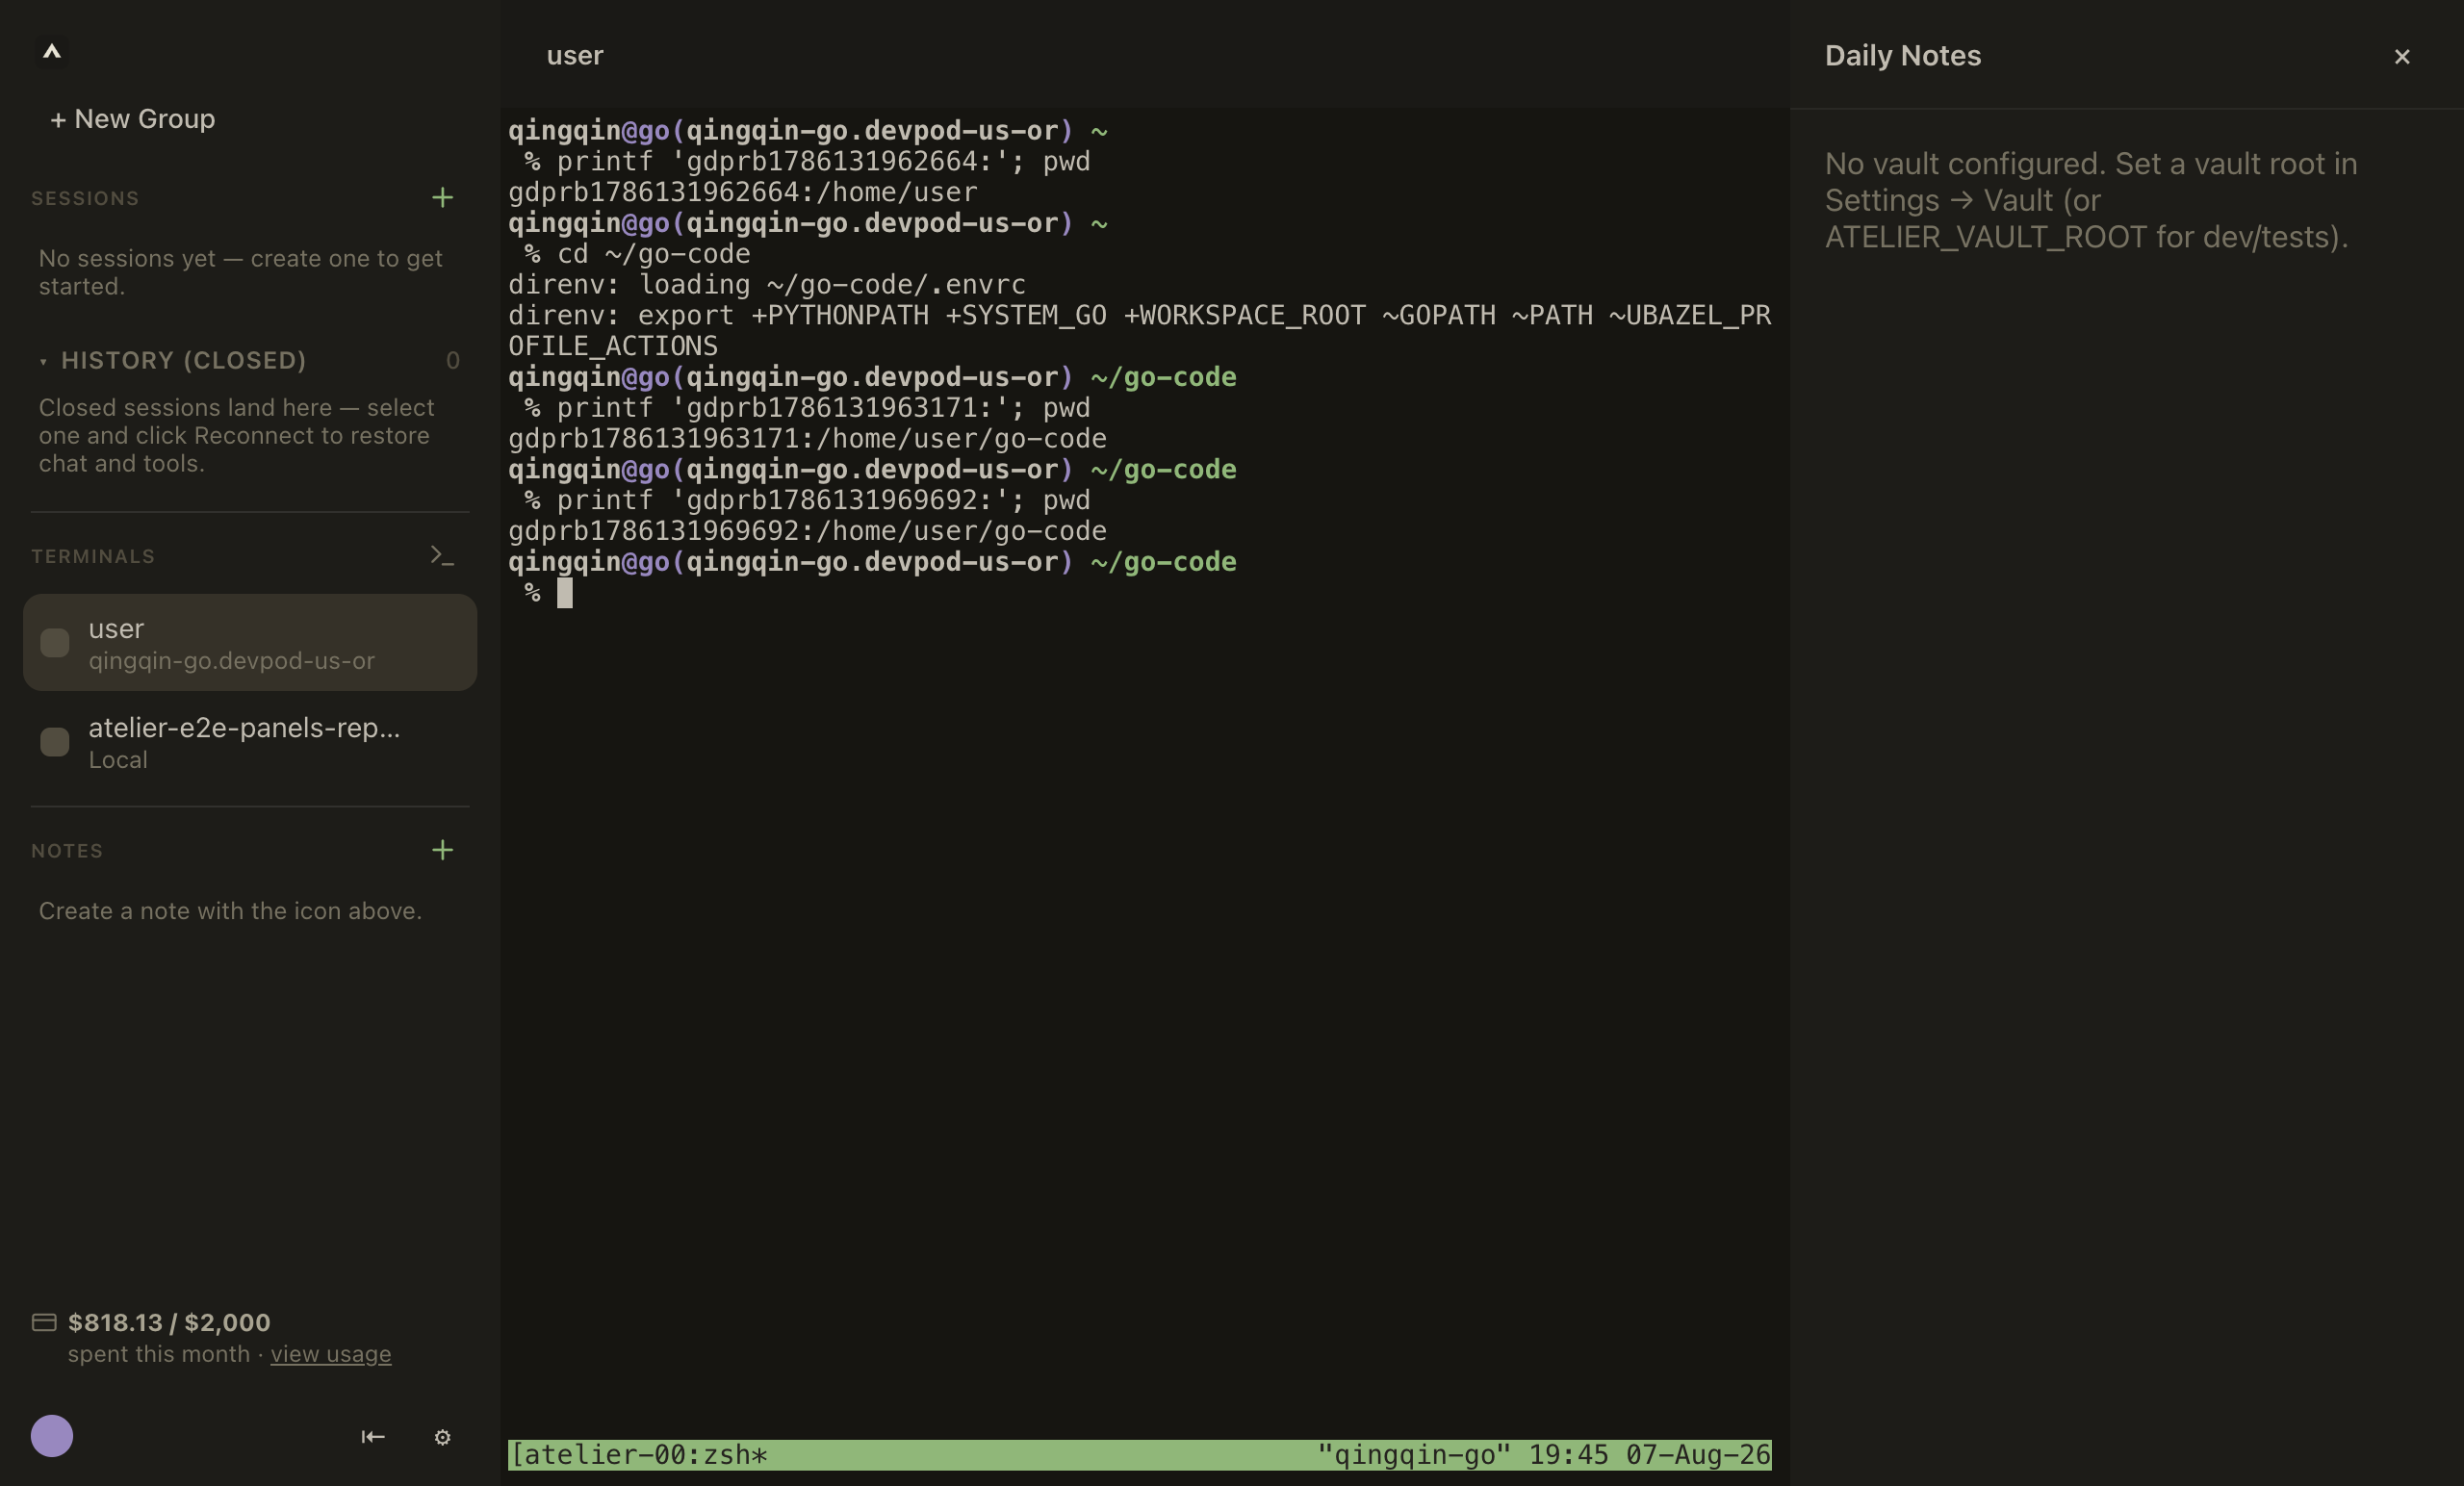 + New Group
SESSIONS
No sessions yet — create one to get
started.
HISTORY (CLOSED) 0
Closed sessions land here — select
one and click Reconnect to restore
chat and tools.
TERMINALS
user
qingqin-go.devpod-us-or
atelier-e2e-panels-rep...
Local
NOTES
Create a note with the icon above.
$818.13 / $2,000
spent this month · view usage
user
qingqin@go(qingqin-go.devpod-us-or) ~
% printf 'gdprb1786131962664:'; pwd
gdprb1786131962664:/home/user
qingqin@go(qingqin-go.devpod-us-or) ~
% cd ~/go-code
direnv: loading ~/go-code/.envrc
direnv: export +PYTHONPATH +SYSTEM_GO +WORKSPACE_ROOT ~GOPATH ~PATH ~UBAZEL_PR
OFILE_ACTIONS
qingqin@go(qingqin-go.devpod-us-or) ~/go-code
% printf 'gdprb1786131963171:'; pwd
gdprb1786131963171:/home/user/go-code
qingqin@go(qingqin-go.devpod-us-or) ~/go-code
% printf 'gdprb1786131969692:'; pwd
gdprb1786131969692:/home/user/go-code
qingqin@go(qingqin-go.devpod-us-or) ~/go-code
%
[atelier-00:zsh* "qingqin-go" 19:45 07-Aug-26
Daily Notes ×
No vault configured. Set a vault root in
Settings → Vault (or
ATELIER_VAULT_ROOT for dev/tests).